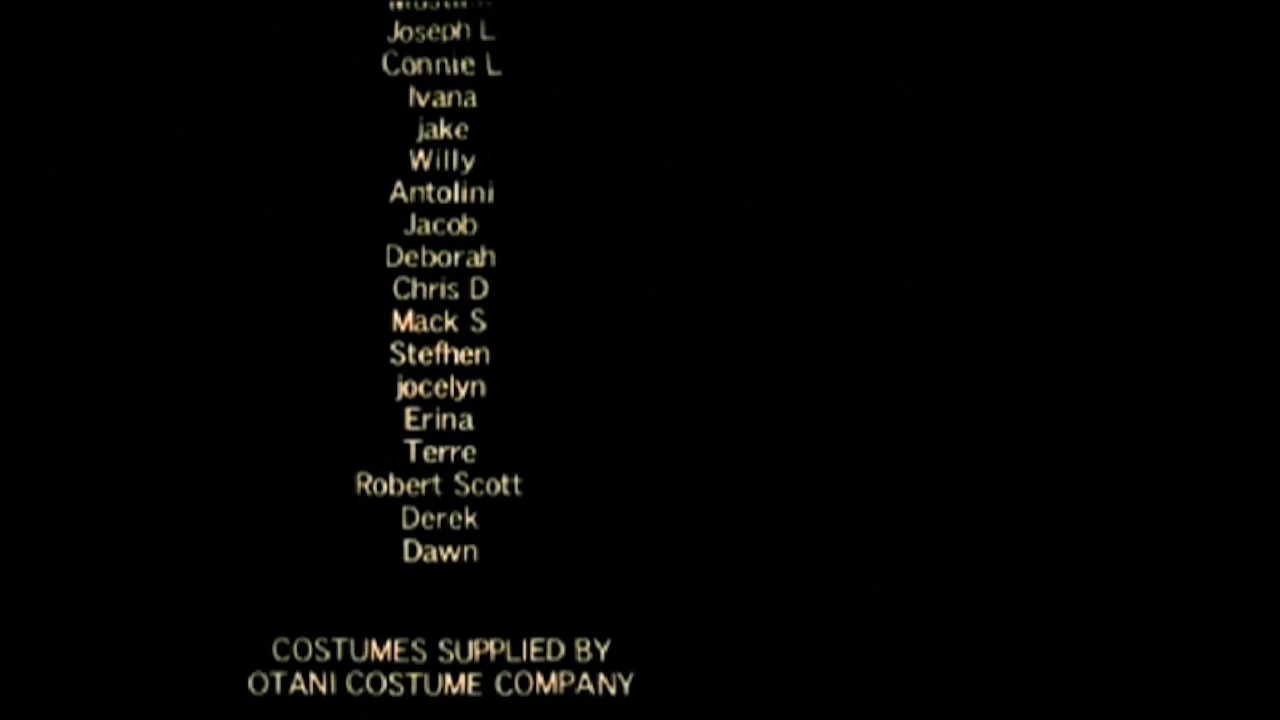 Joseph L
Connie L
Ivana
jake
Willy
Antolini
Jacob
Deborah
Chris D
Mack S
Stefhen
jocelyn
Erina
Terre
Robert Scott
Derek
Dawn
COSTUMES SUPPLIED BY
OTANI COSTUME COMPANY